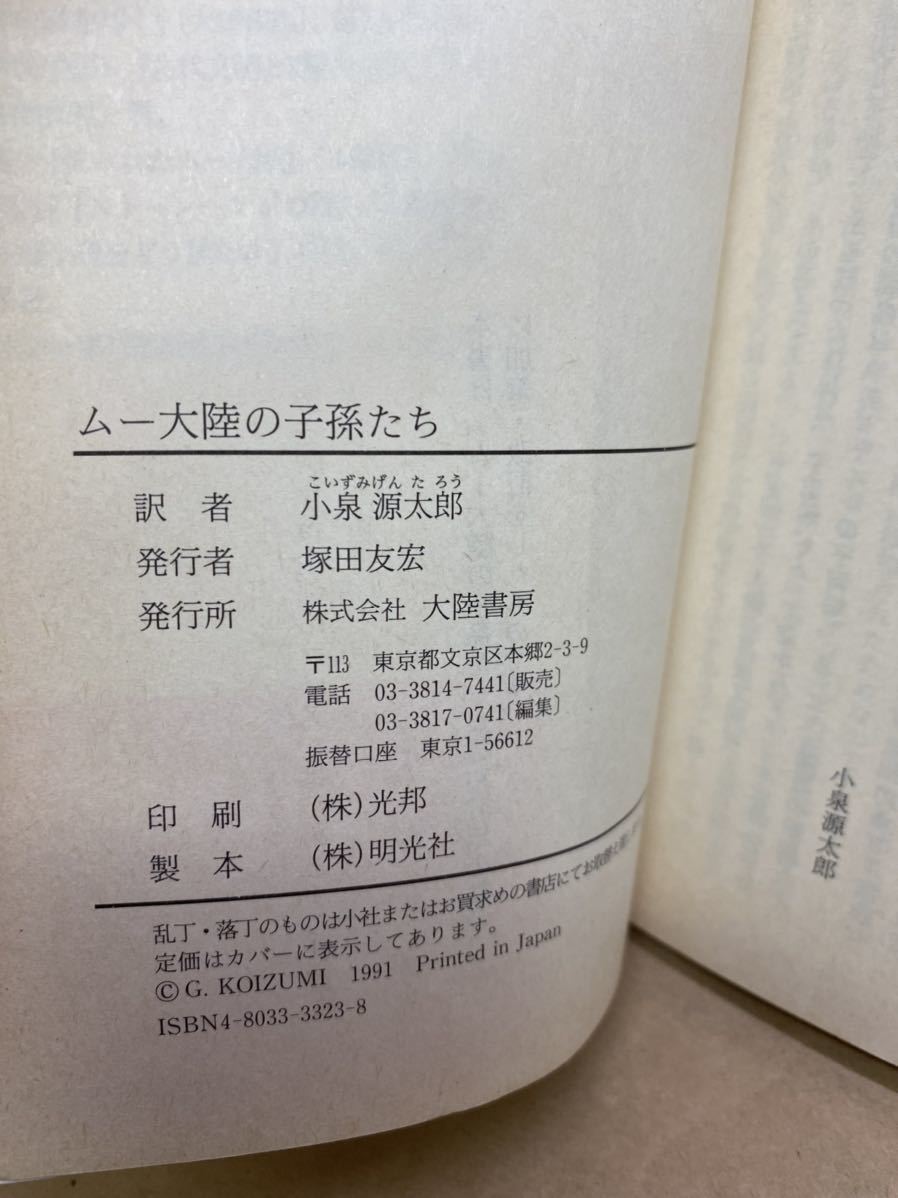 ムー大陸の子孫たち
こいずみげんたろう
訳 者 小泉 源太郎
発行者 塚田友宏
発行所 株式会社 大陸書房
〒113 東京都文京区本郷2-3-9
電話 03-3814-7441〔販売〕
03-3817-0741〔編集〕
振替口座 東京1-56612
印 刷 (株)光邦
製 本 (株)明光社
乱丁・落丁のものは小社またはお買求めの書店にてお取替え致し
定価はカバーに表示してあります。
© G. KOIZUMI 1991 Printed in Japan
ISBN4-8033-3323-8
小泉源太郎